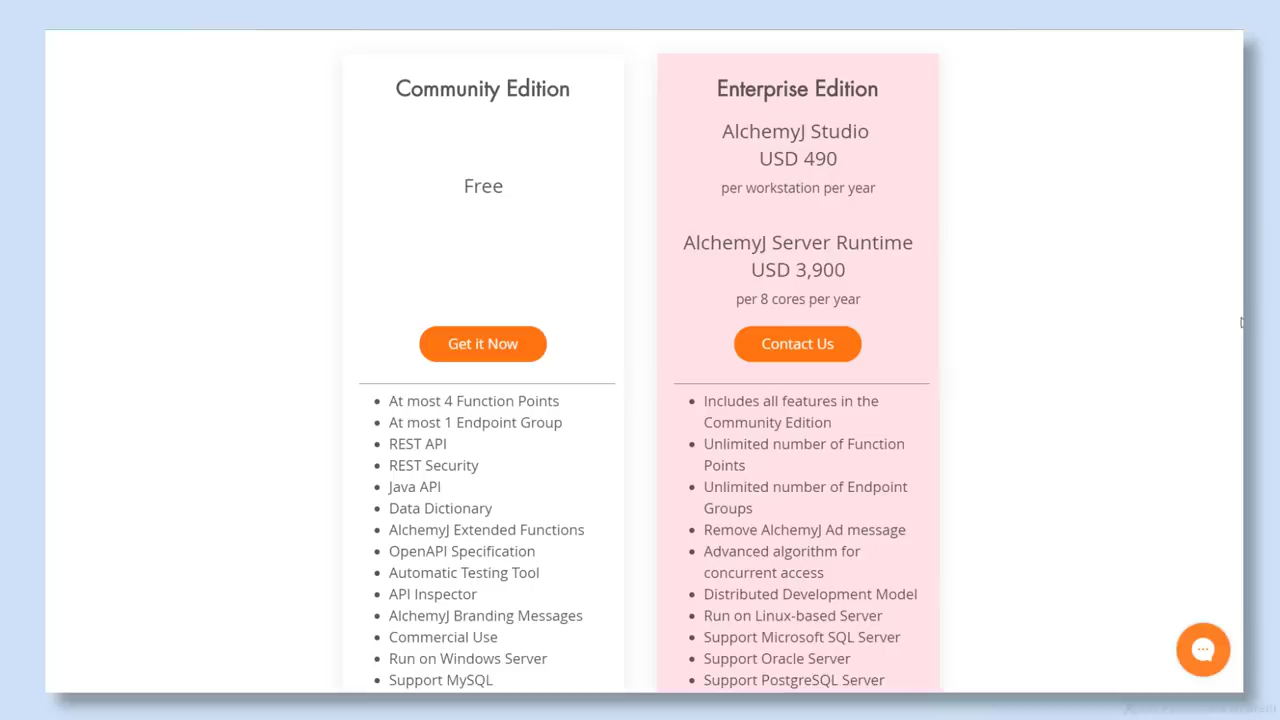 Community Edition
Free
Get it Now
At most 4 Function Points
At most 1 Endpoint Group
REST API
REST Security
Java API
Data Dictionary
AlchemyJ Extended Functions
OpenAPI Specification
Automatic Testing Tool
API Inspector
AlchemyJ Branding Messages
Commercial Use
Run on Windows Server
Support MySQL
Enterprise Edition
AlchemyJ Studio
USD 490
per workstation per year
AlchemyJ Server Runtime
USD 3,900
per 8 cores per year
Contact Us
Includes all features in the
Community Edition
Unlimited number of Function
Points
Unlimited number of Endpoint
Groups
Remove AlchemyJ Ad message
Advanced algorithm for
concurrent access
Distributed Development Model
Run on Linux-based Server
Support Microsoft SQL Server
Support Oracle Server
Support PostgreSQL Server